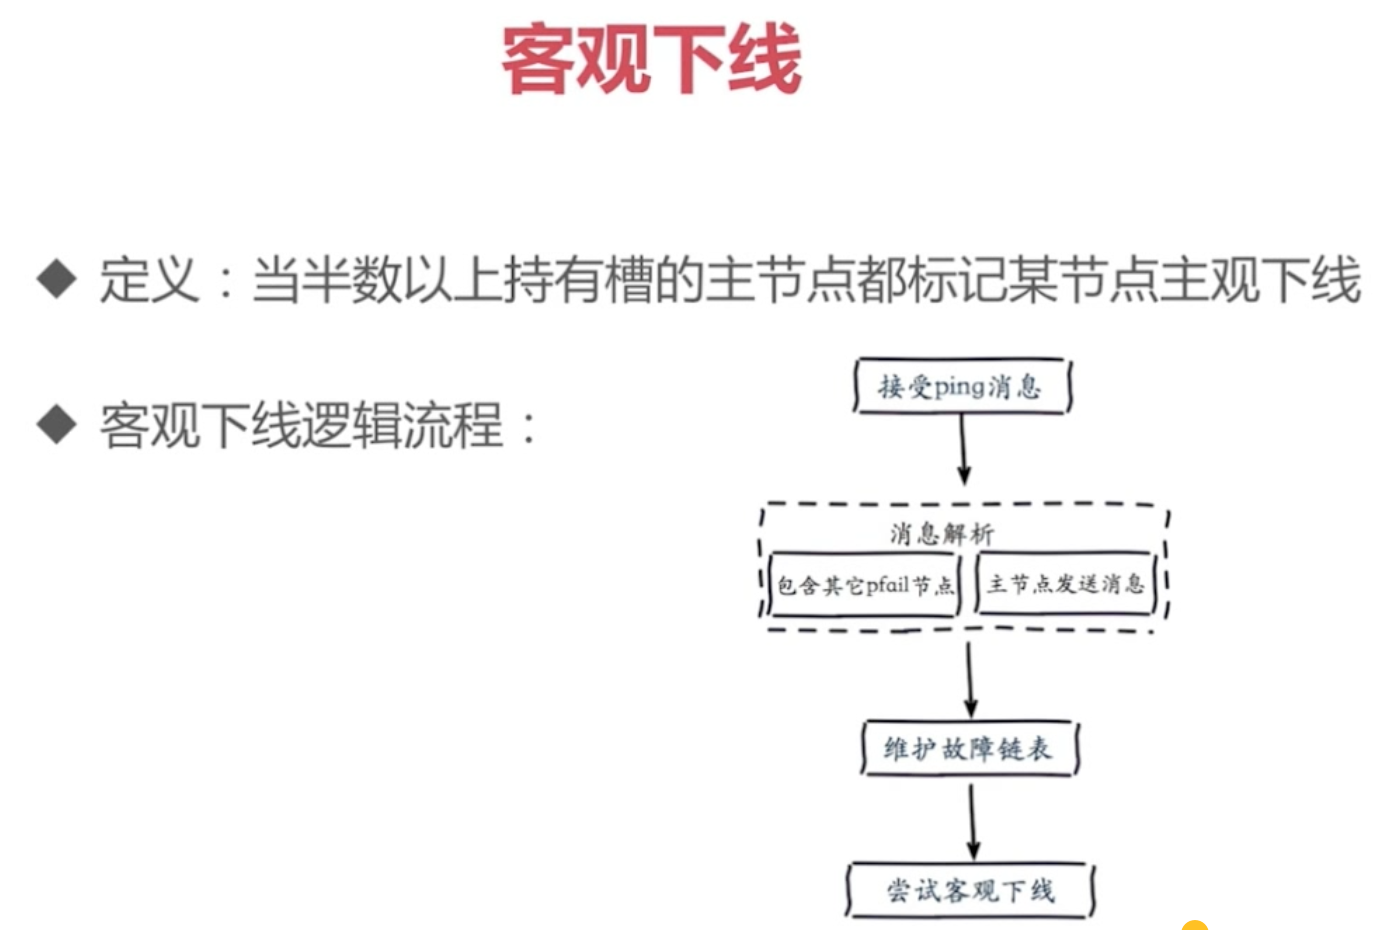 客观下线
◆ 定义：当半数以上持有槽的主节点都标记某节点主观下线
◆ 客观下线逻辑流程：
接受ping消息
消息解析
包含其它pfail节点
主节点发送消息
维护故障链表
尝试客观下线